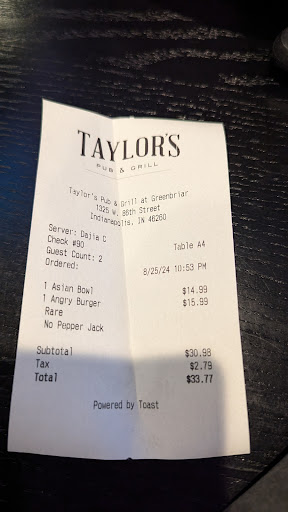 TAYLOR'S
PUB & GRILL
Taylor's Pub & Grill at Greenbriar
1325 W. 86th Street
Indianapolis, IN 46260
Server: Dajia C
Check #90 Table A4
Guest Count: 2
Ordered: 8/25/24 10:53 PM
1 Asian Bowl $14.99
1 Angry Burger $15.99
Rare
No Pepper Jack
Subtotal $30.98
Tax $2.79
Total $33.77
Powered by Toast